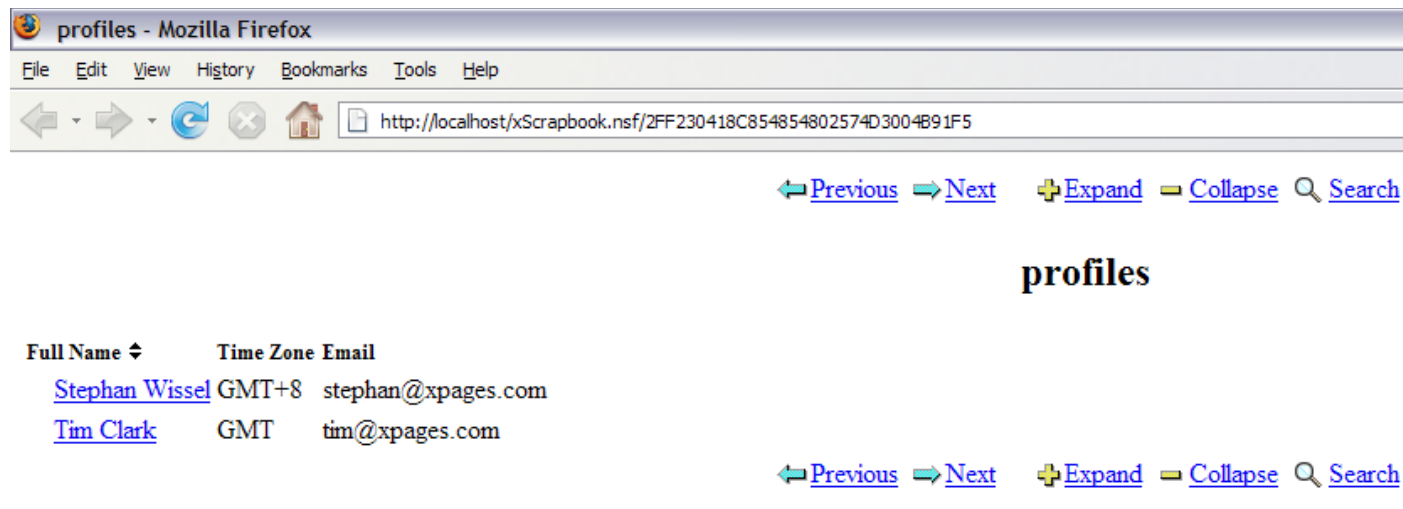 profiles - Mozilla Firefox
File Edit View History Bookmarks Tools Help
http://localhost/xScrapbook.nsf/2FF230418C854854802574D3004B91F5
Previous Next Expand Collapse Search
profiles
Full Name Time Zone Email
Stephan Wissel GMT+8 stephan@xpages.com
Tim Clark GMT tim@xpages.com
Previous Next Expand Collapse Search